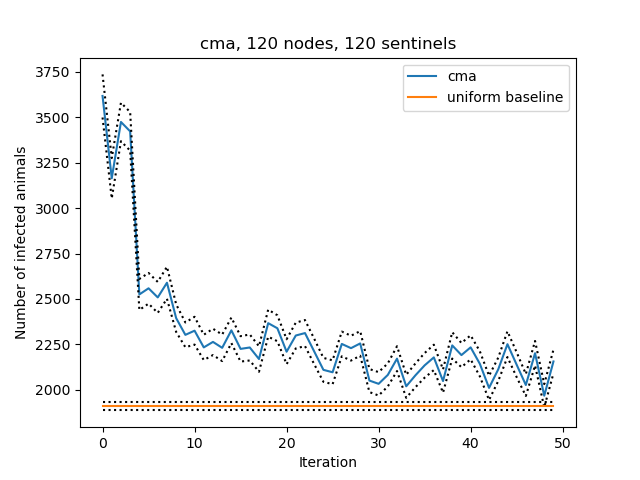 cma, 120 nodes, 120 sentinels
cma
uniform baseline
Number of infected animals
3750
3500
3250
3000
2750
2500
2250
2000
0 10 20 30 40 50
Iteration